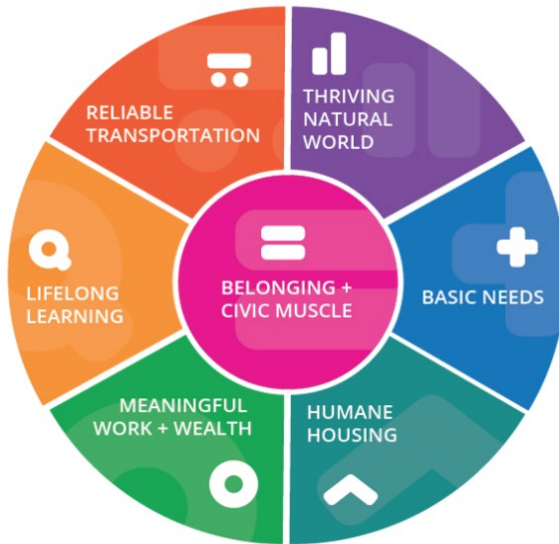 RELIABLE
TRANSPORTATION
THRIVING
NATURAL
WORLD
LIFELONG
LEARNING
BELONGING +
CIVIC MUSCLE
BASIC NEEDS
MEANINGFUL
WORK + WEALTH
HUMANE
HOUSING